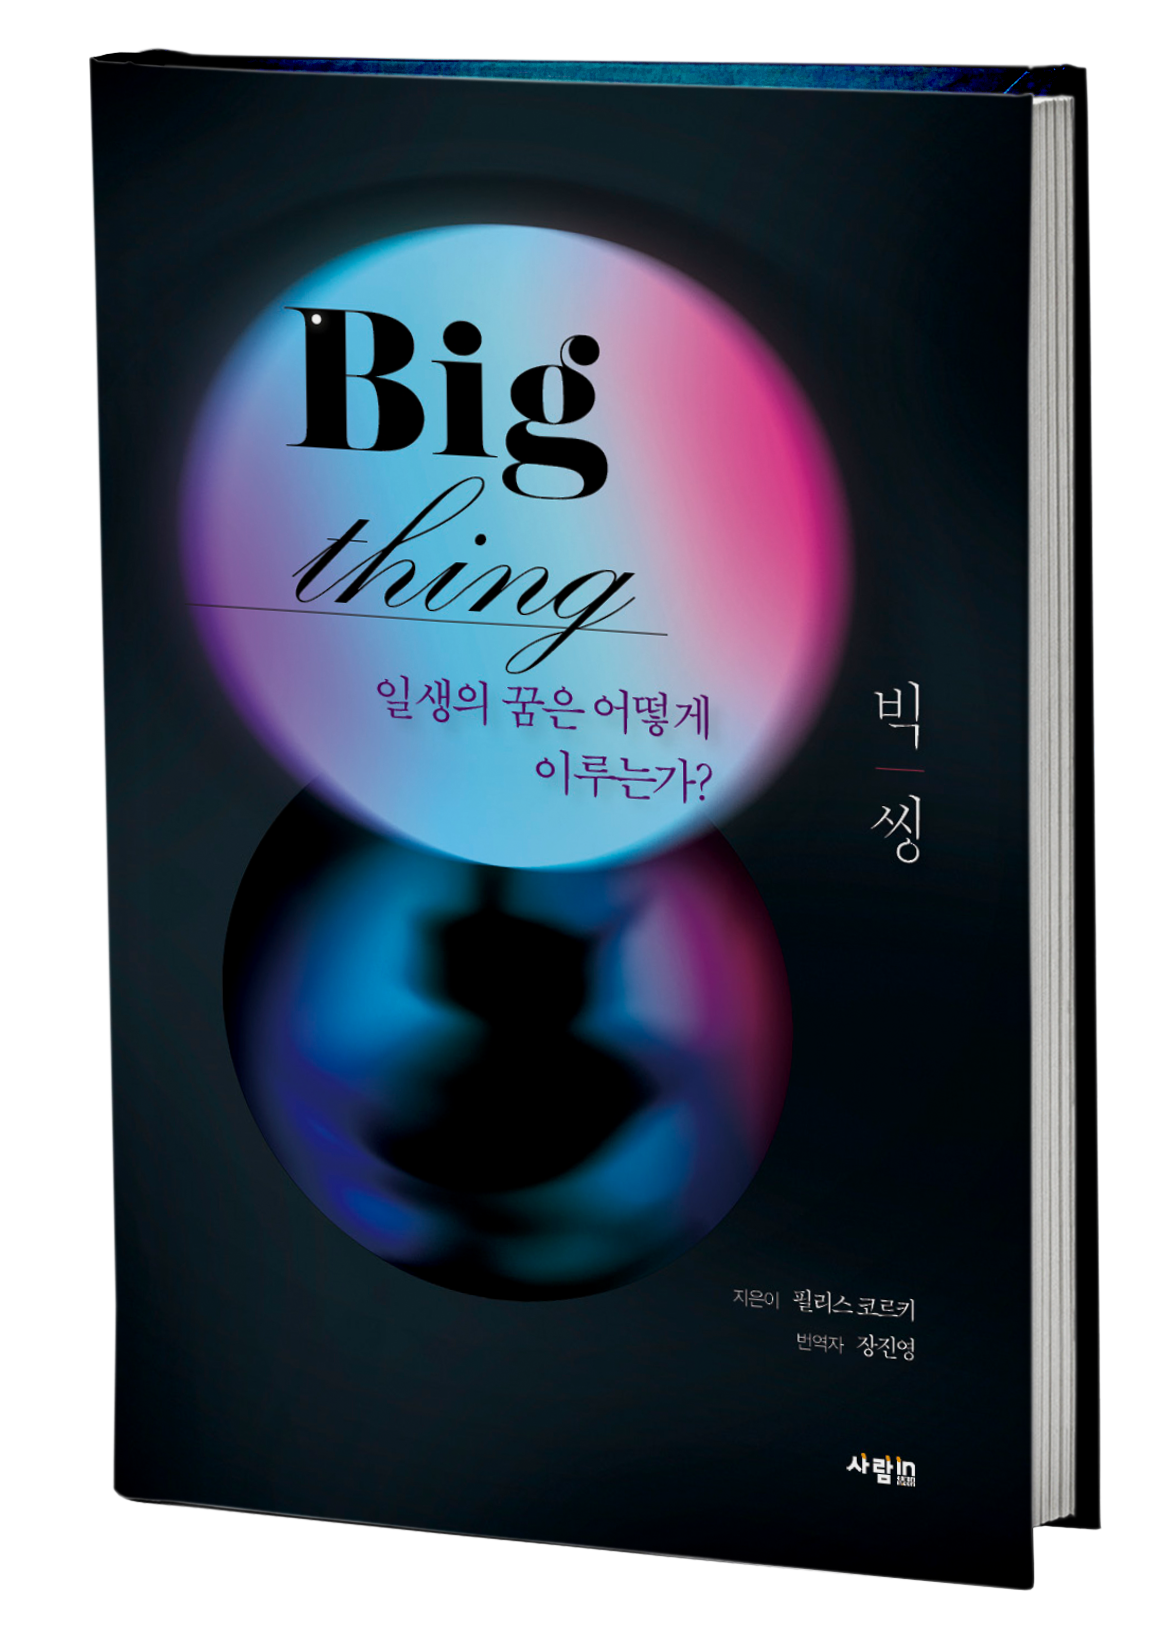 Big
thing
일생의 꿈은 어떻게
이루는가?
빅
씽
지은이 필리스 코르키
번역자 장진영
사람in